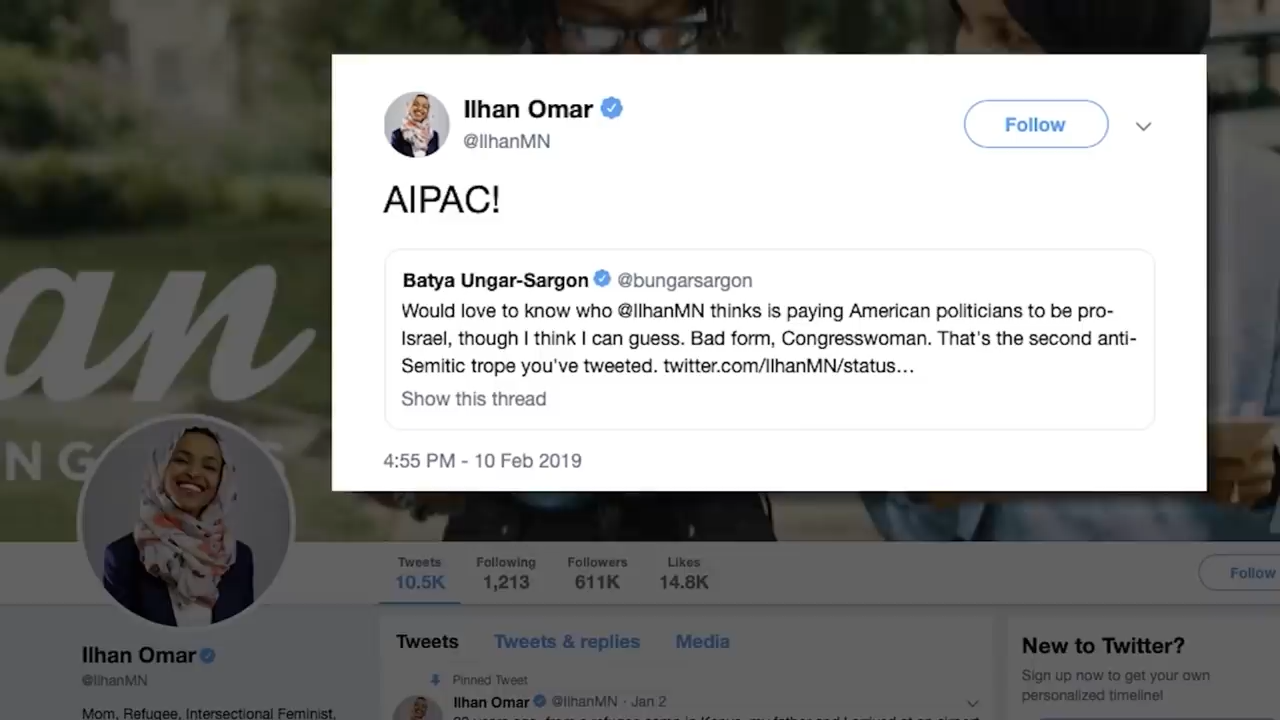 Ilhan Omar
@IlhanMN
Follow
AIPAC!
Batya Ungar-Sargon @bungarsargon
Would love to know who @IlhanMN thinks is paying American politicians to be pro-
Israel, though I think I can guess. Bad form, Congresswoman. That's the second anti-
Semitic trope you've tweeted. twitter.com/IlhanMN/status…
Show this thread
4:55 PM - 10 Feb 2019
an
NG
S
Tweets Following Followers Likes
10.5K 1,213 611K 14.8K
Follow
Ilhan Omar
@IlhanMN
Mom, Refugee, Intersectional Feminist,
Tweets Tweets & replies Media
Pinned Tweet
Ilhan Omar @IlhanMN · Jan 2
New to Twitter?
Sign up now to get your own
personalized timeline!